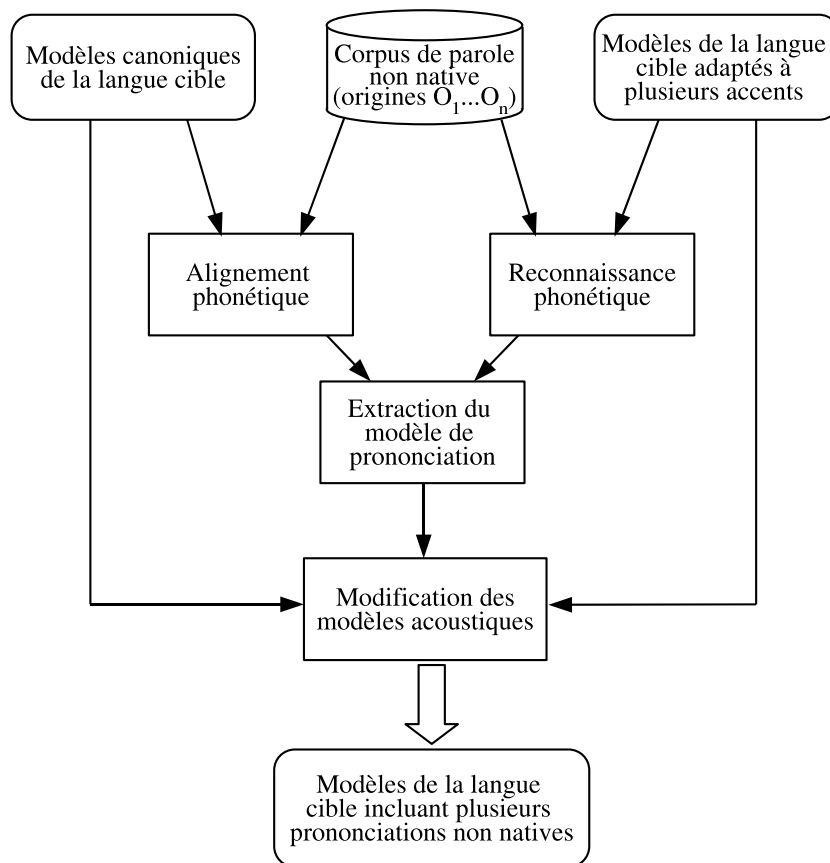 Modèles canoniques
de la langue cible
Corpus de parole
non native
(origines O1...On)
Modèles de la langue
cible adaptés à
plusieurs accents
Alignement
phonétique
Reconnaissance
phonétique
Extraction du
modèle de
prononciation
Modification des
modèles acoustiques
Modèles de la langue
cible incluant plusieurs
prononciations non natives